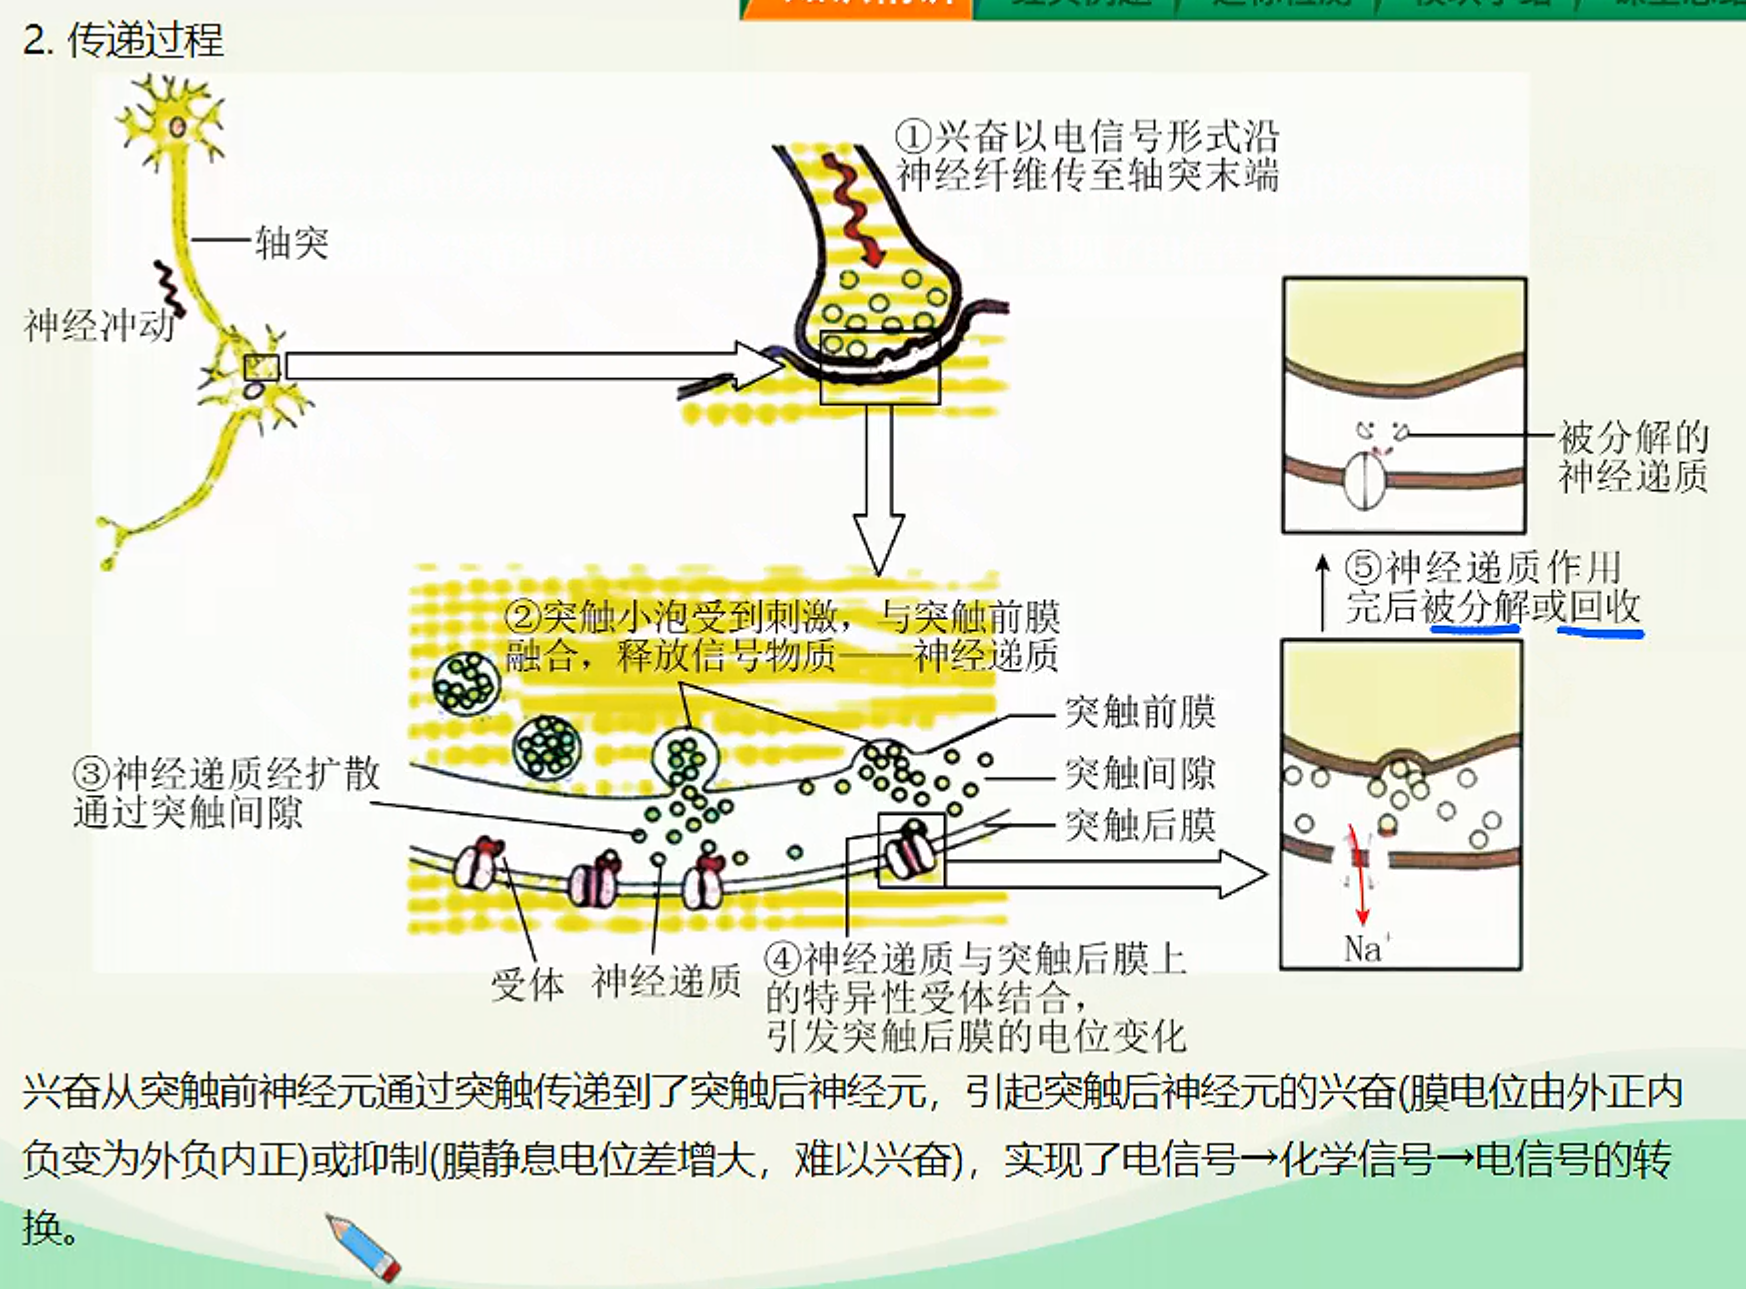 2. 传递过程
①兴奋以电信号形式沿
神经纤维传至轴突末端
轴突
神经冲动
被分解的
神经递质
⑤神经递质作用
完后被分解或回收
②突触小泡受到刺激，与突触前膜
融合，释放信号物质——神经递质
突触前膜
③神经递质经扩散
通过突触间隙
突触间隙
突触后膜
受体
神经递质
④神经递质与突触后膜上
的特异性受体结合，
引发突触后膜的电位变化
Na⁺
兴奋从突触前神经元通过突触传递到了突触后神经元，引起突触后神经元的兴奋(膜电位由外正内
负变为外负内正)或抑制(膜静息电位差增大，难以兴奋)，实现了电信号→化学信号→电信号的转
换。